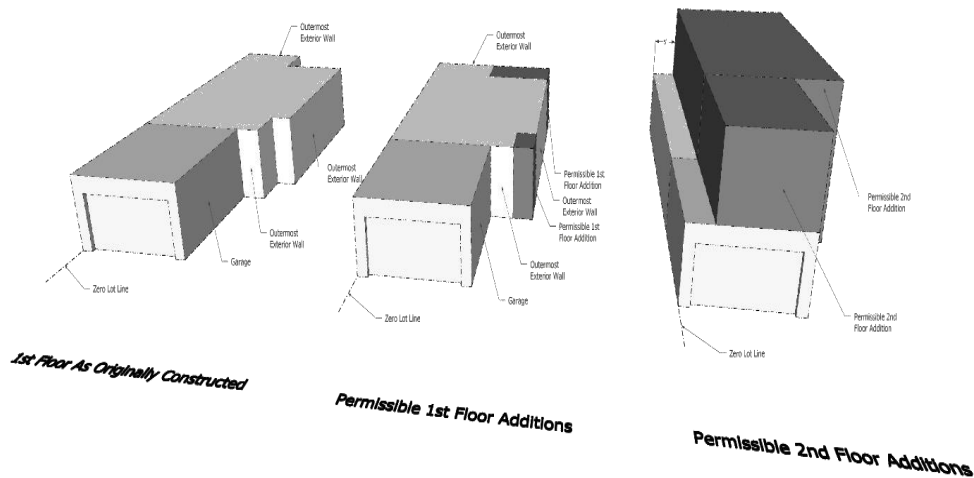 Outermost
Exterior Wall
Outermost
Exterior Wall
Outermost
Exterior Wall
Garage
Zero Lot Line
1st Floor As Originally Constructed
Outermost
Exterior Wall
Permissible 1st
Floor Addition
Outermost
Exterior Wall
Permissible 1st
Floor Addition
Outermost
Exterior Wall
Garage
Zero Lot Line
Permissible 1st Floor Additions
Permissible 2nd
Floor Addition
Permissible 2nd
Floor Addition
Zero Lot Line
Permissible 2nd Floor Additions